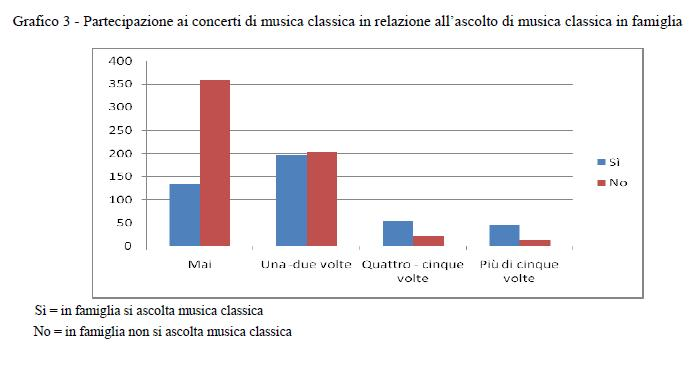 Grafico 3 - Partecipazione ai concerti di musica classica in relazione all'ascolto di musica classica in famiglia
400
350
300
250
200
150
100
50
0
Mai
Una -due volte
Quattro - cinque
volte
Più di cinque
volte
Sì
No
Sì = in famiglia si ascolta musica classica
No = in famiglia non si ascolta musica classica